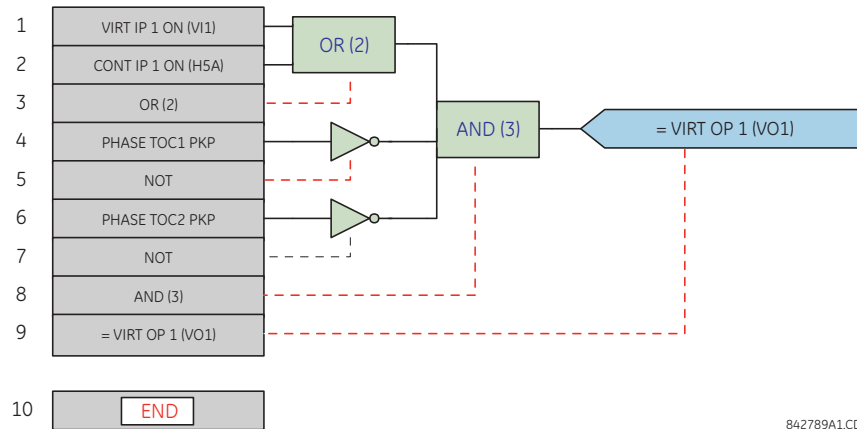 1 VIRT IP 1 ON (VI1)
2 CONT IP 1 ON (H5A)
3 OR (2)
4 PHASE TOC1 PKP
5 NOT
6 PHASE TOC2 PKP
7 NOT
8 AND (3)
9 = VIRT OP 1 (VO1)
10 END
OR (2)
AND (3)
= VIRT OP 1 (VO1)
842789A1.CD